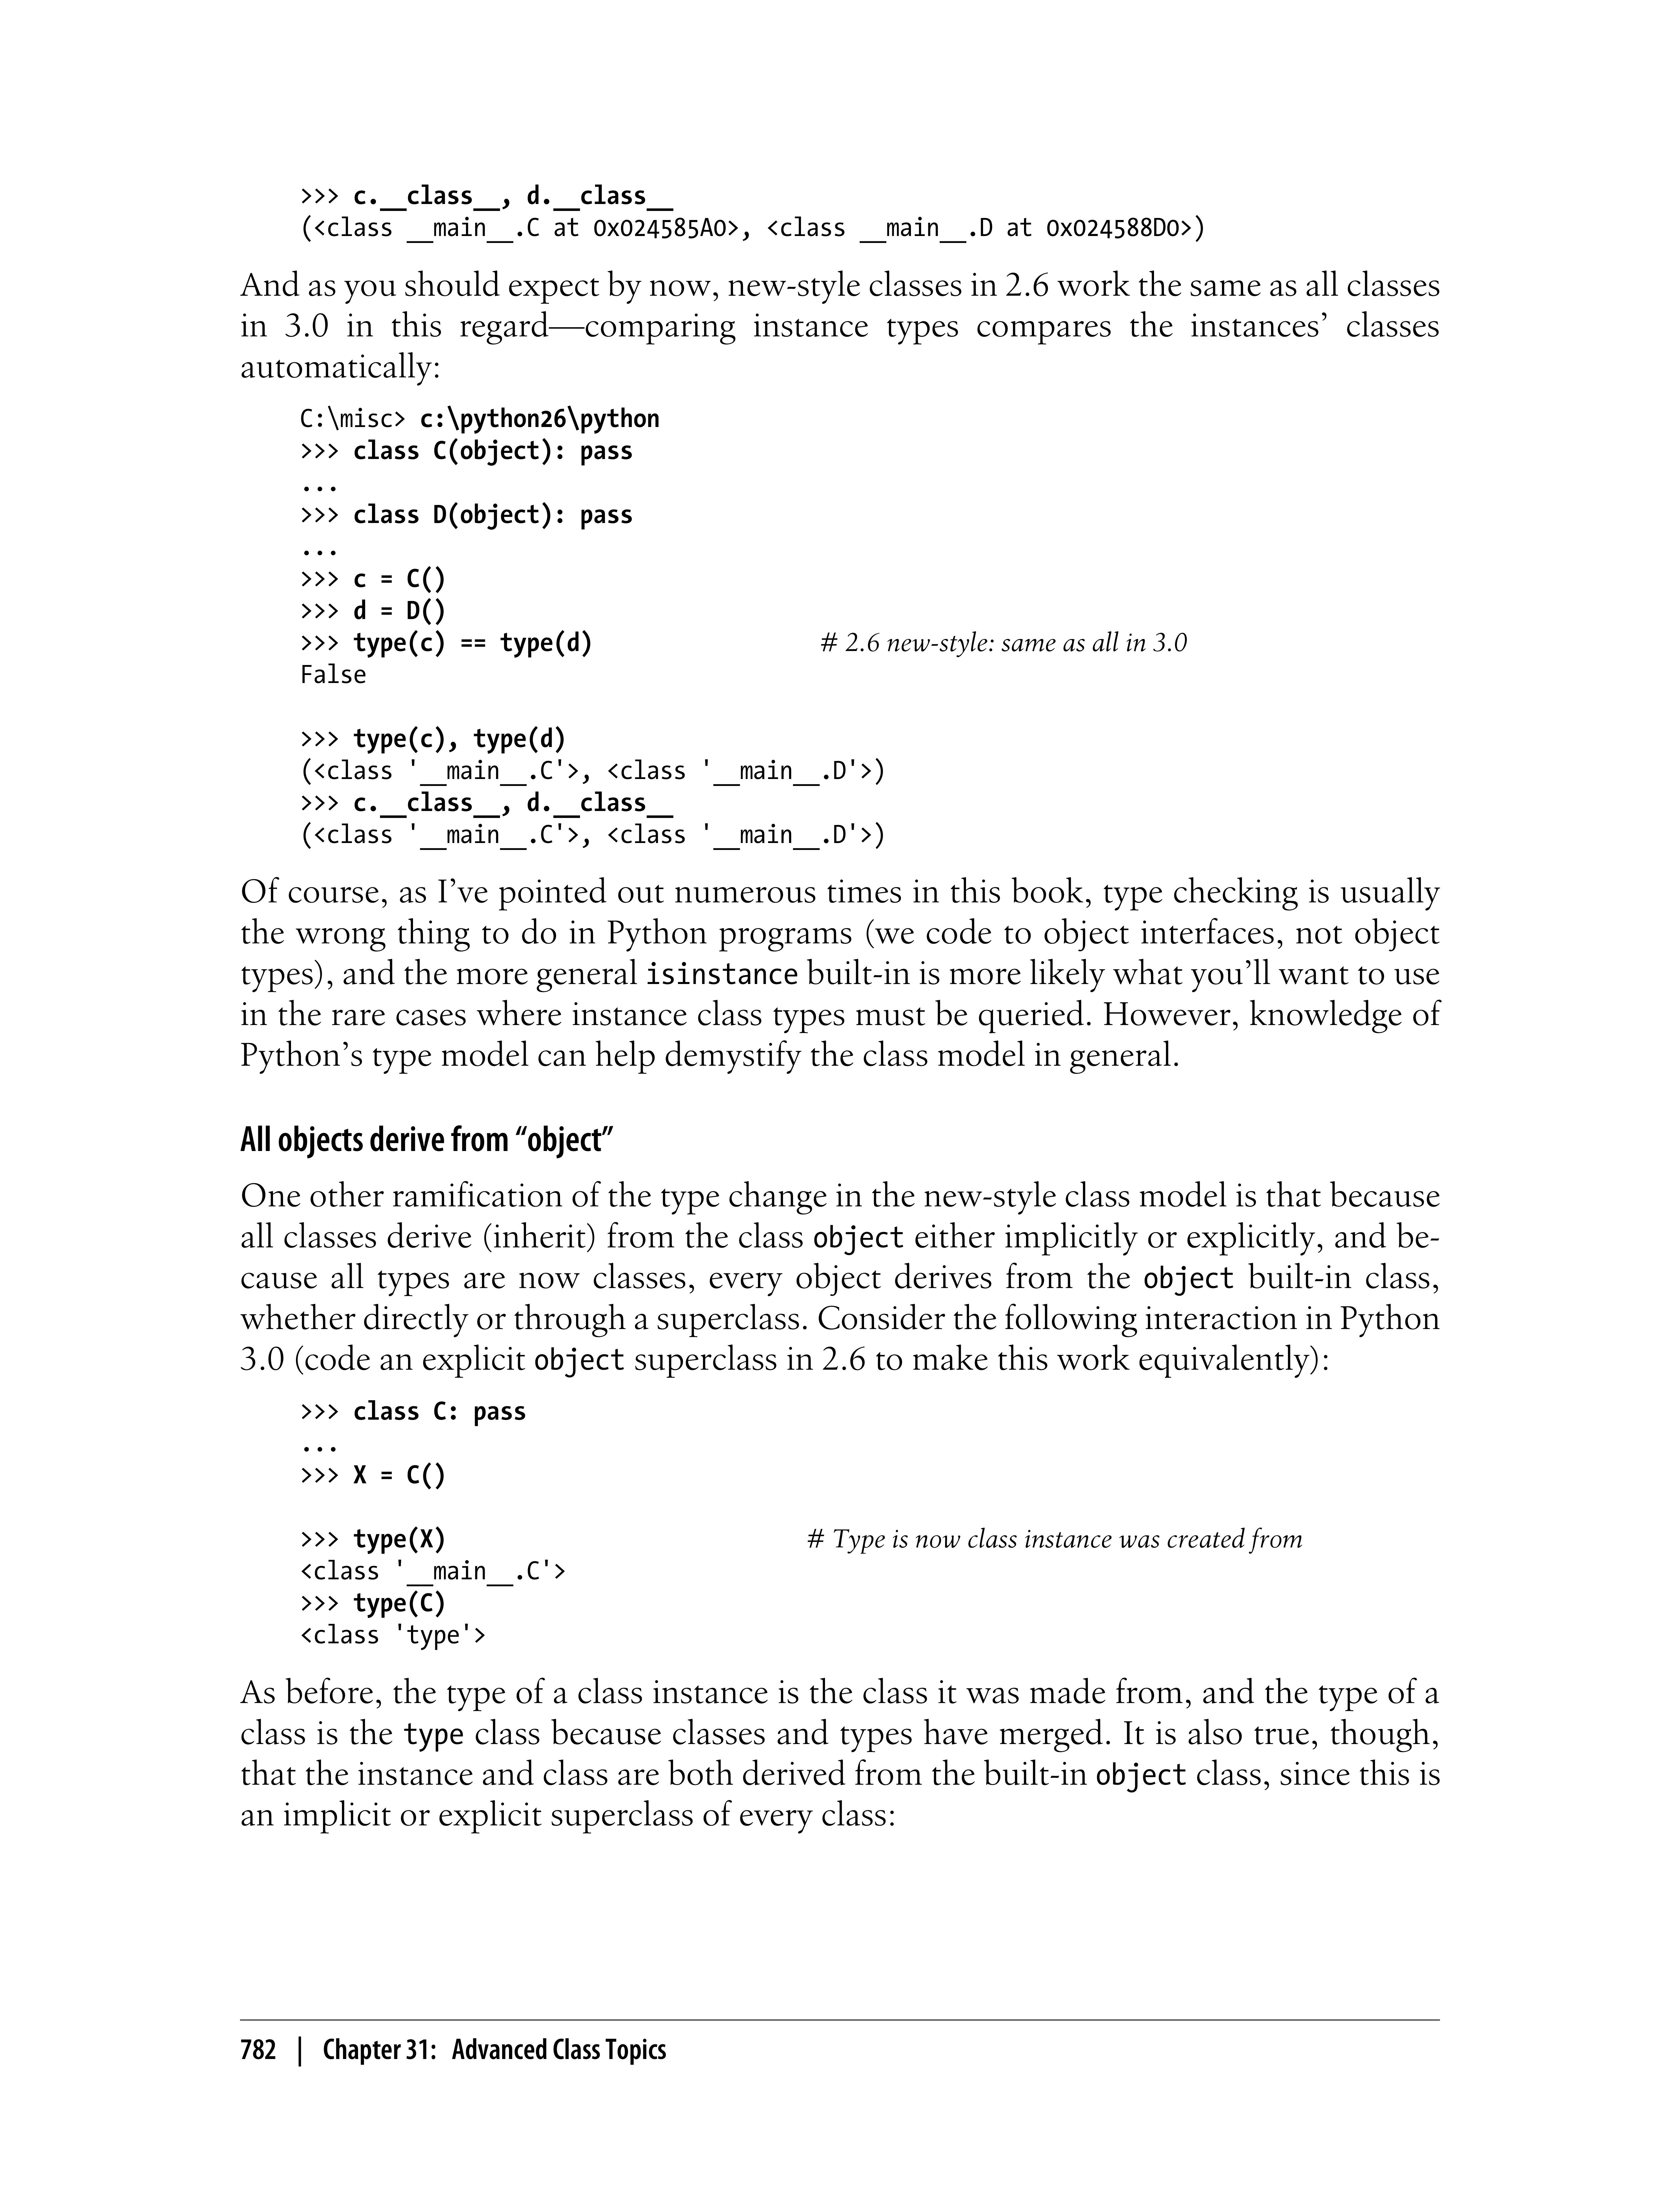 >>> c.__class__, d.__class__
(<class __main__.C at 0x024585A0>, <class __main__.D at 0x024588D0>)
And as you should expect by now, new-style classes in 2.6 work the same as all classes
in 3.0 in this regard—comparing instance types compares the instances’ classes
automatically:
C:\misc> c:\python26\python
>>> class C(object): pass
...
>>> class D(object): pass
...
>>> c = C()
>>> d = D()
>>> type(c) == type(d) # 2.6 new-style: same as all in 3.0
False
>>> type(c), type(d)
(<class '__main__.C'>, <class '__main__.D'>)
>>> c.__class__, d.__class__
(<class '__main__.C'>, <class '__main__.D'>)
Of course, as I’ve pointed out numerous times in this book, type checking is usually
the wrong thing to do in Python programs (we code to object interfaces, not object
types), and the more general isinstance built-in is more likely what you’ll want to use
in the rare cases where instance class types must be queried. However, knowledge of
Python’s type model can help demystify the class model in general.
All objects derive from “object”
One other ramification of the type change in the new-style class model is that because
all classes derive (inherit) from the class object either implicitly or explicitly, and be-
cause all types are now classes, every object derives from the object built-in class,
whether directly or through a superclass. Consider the following interaction in Python
3.0 (code an explicit object superclass in 2.6 to make this work equivalently):
>>> class C: pass
...
>>> X = C()
>>> type(X) # Type is now class instance was created from
<class '__main__.C'>
>>> type(C)
<class 'type'>
As before, the type of a class instance is the class it was made from, and the type of a
class is the type class because classes and types have merged. It is also true, though,
that the instance and class are both derived from the built-in object class, since this is
an implicit or explicit superclass of every class:
782 | Chapter 31: Advanced Class Topics